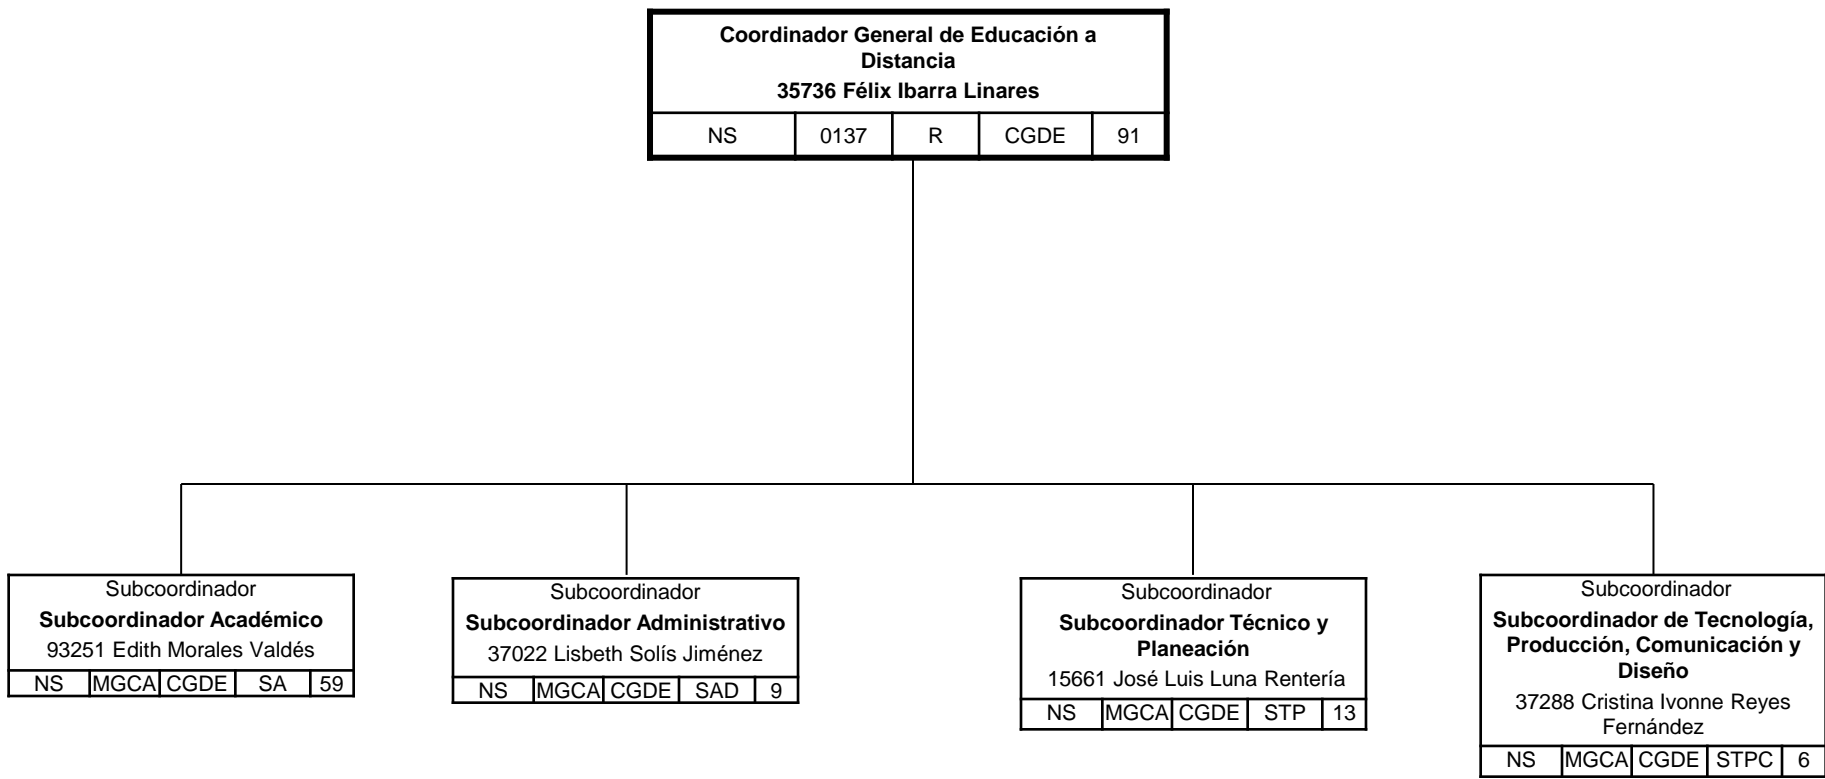 Coordinador General de Educación a
Distancia
35736 Félix Ibarra Linares
NS 0137 R CGDE 91
Subcoordinador
Subcoordinador Académico
93251 Edith Morales Valdés
NS MGCA CGDE SA 59
Subcoordinador
Subcoordinador Administrativo
37022 Lisbeth Solís Jiménez
NS MGCA CGDE SAD 9
Subcoordinador
Subcoordinador Técnico y
Planeación
15661 José Luis Luna Rentería
NS MGCA CGDE STP 13
Subcoordinador
Subcoordinador de Tecnología,
Producción, Comunicación y
Diseño
37288 Cristina Ivonne Reyes
Fernández
NS MGCA CGDE STPC 6